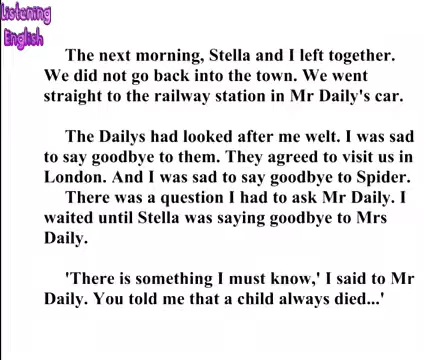 Listening
English
The next morning, Stella and I left together.
We did not go back into the town. We went
straight to the railway station in Mr Daily's car.
The Dailys had looked after me welt. I was sad
to say goodbye to them. They agreed to visit us in
London. And I was sad to say goodbye to Spider.
There was a question I had to ask Mr Daily. I
waited until Stella was saying goodbye to Mrs
Daily.
'There is something I must know,' I said to Mr
Daily. You told me that a child always died...'